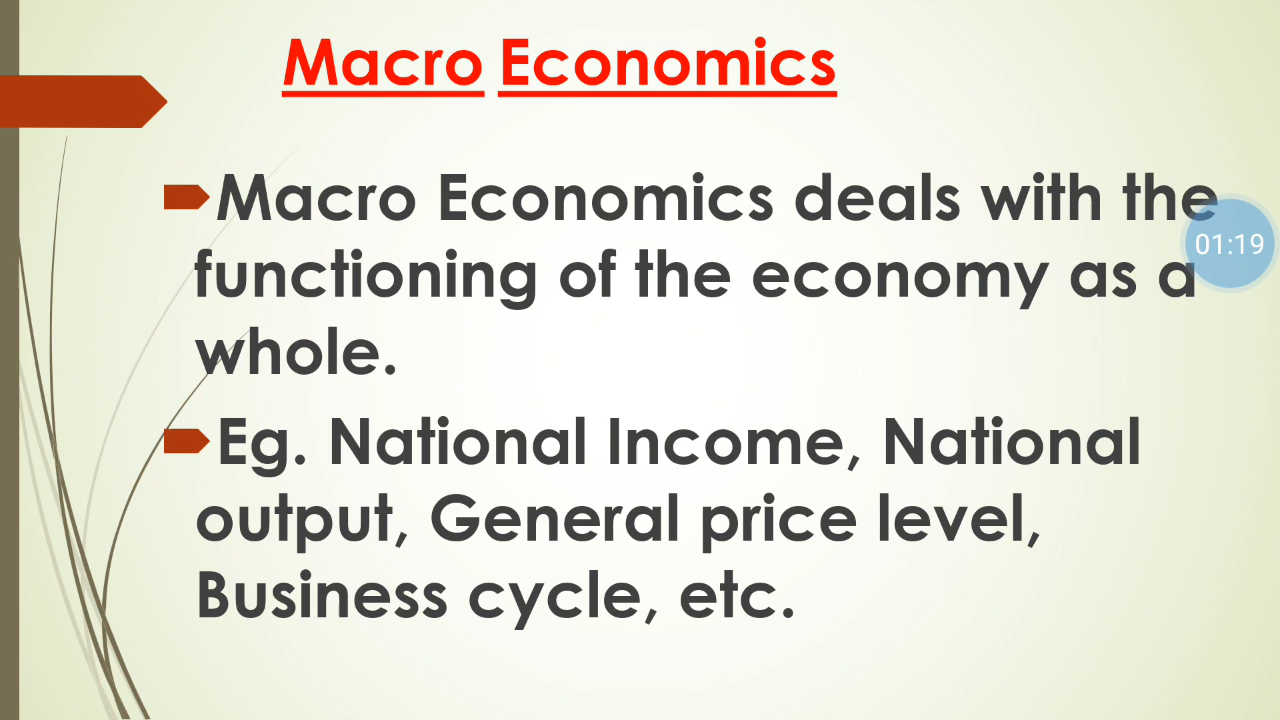 Macro Economics
Macro Economics deals with the
01:19
functioning of the economy as a
whole.
Eg. National Income, National
output, General price level,
Business cycle, etc.